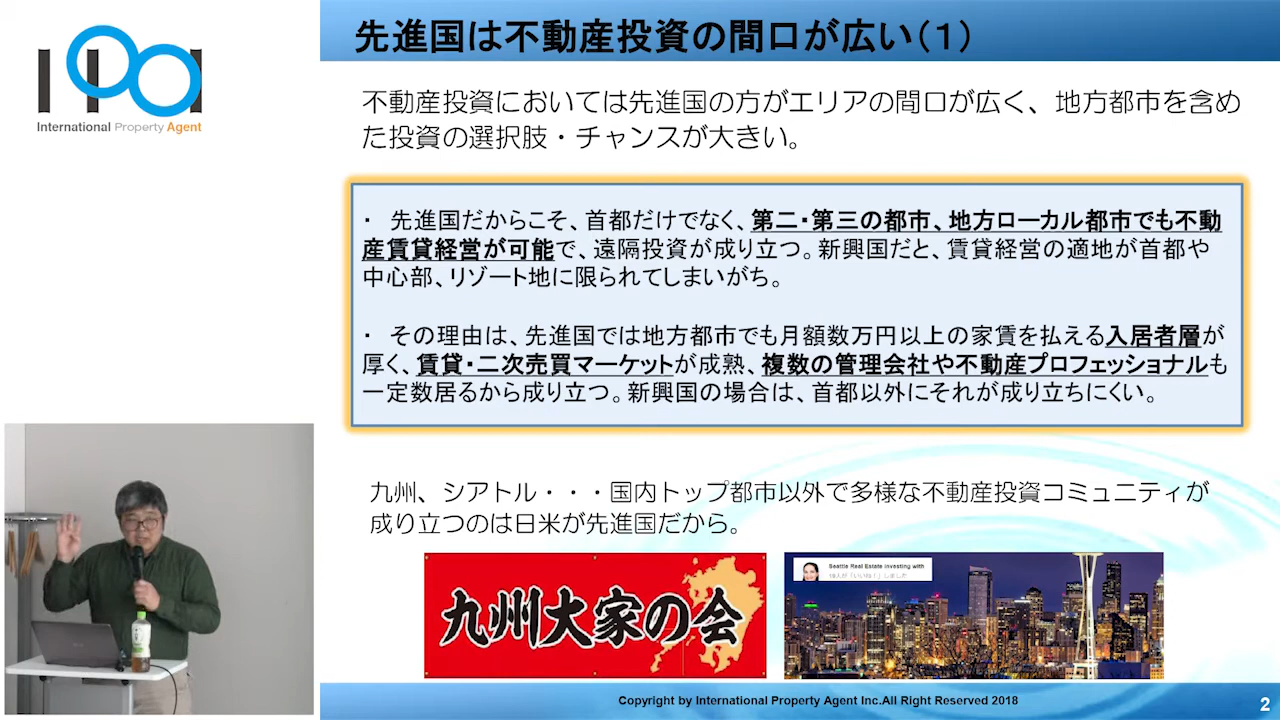 IPA
International Property Agent
先進国は不動産投資の間口が広い(1)
不動産投資においては先進国の方がエリアの間口が広く、地方都市を含め
た投資の選択肢・チャンスが大きい。
・ 先進国だからこそ、首都だけでなく、第二・第三の都市、地方ローカル都市でも不動
産賃貸経営が可能で、遠隔投資が成り立つ。新興国だと、賃貸経営の適地が首都や
中心部、リゾート地に限られてしまいがち。
・ その理由は、先進国では地方都市でも月額数万円以上の家賃を払える入居者層が
厚く、賃貸・二次売買マーケットが成熟、複数の管理会社や不動産プロフェッショナルも
一定数居るから成り立つ。新興国の場合は、首都以外にそれが成り立ちにくい。
九州、シアトル・・・国内トップ都市以外で多様な不動産投資コミュニティが
成り立つのは日米が先進国だから。
九州大家の会
Seattle Real Estate Investing with
Copyright by International Property Agent Inc.All Right Reserved 2018
2